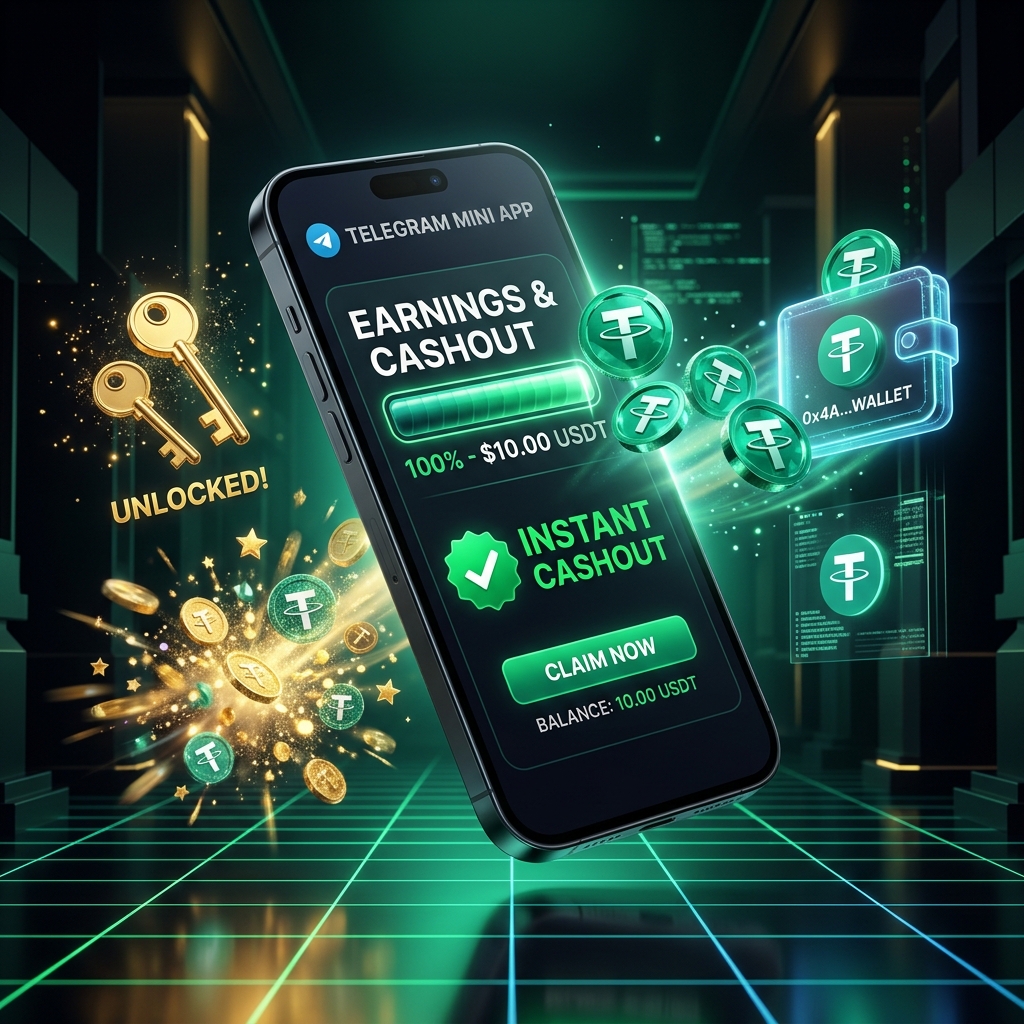 TELEGRAM MINI APP
EARNINGS &
CASHOUT
100% - $10.00 USDT
0x4A...WALLET
UNLOCKED!
INSTANT
CASHOUT
CLAIM NOW
BALANCE: 10.00 USDT